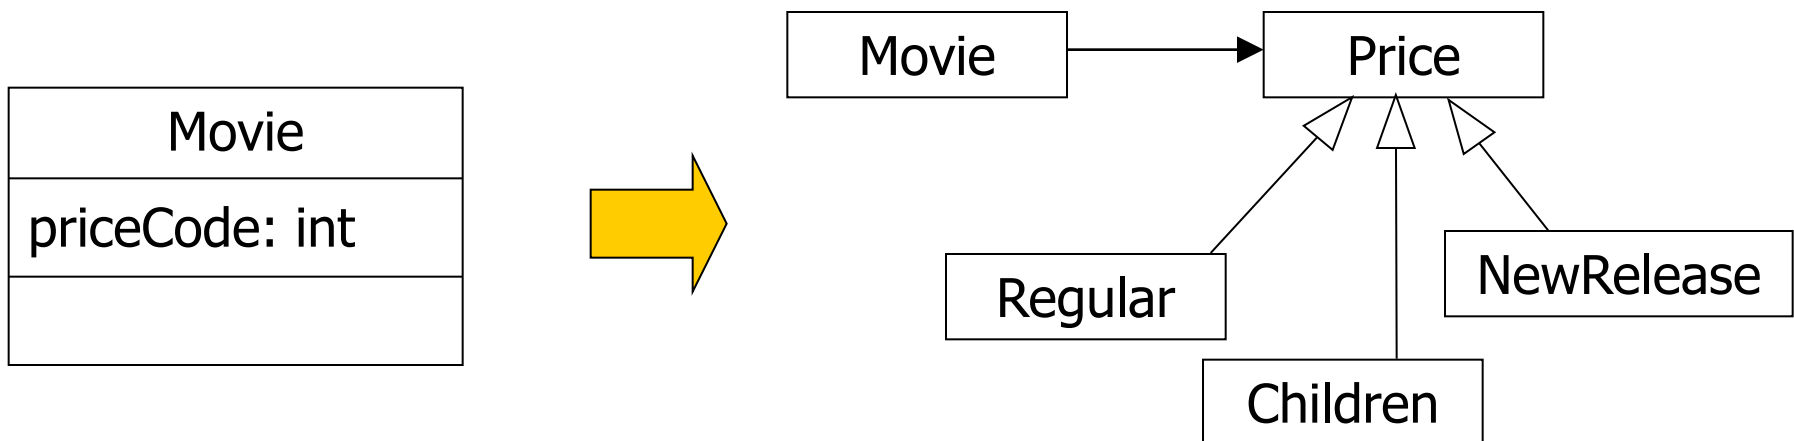 Movie
priceCode: int
Movie
Price
Regular
NewRelease
Children